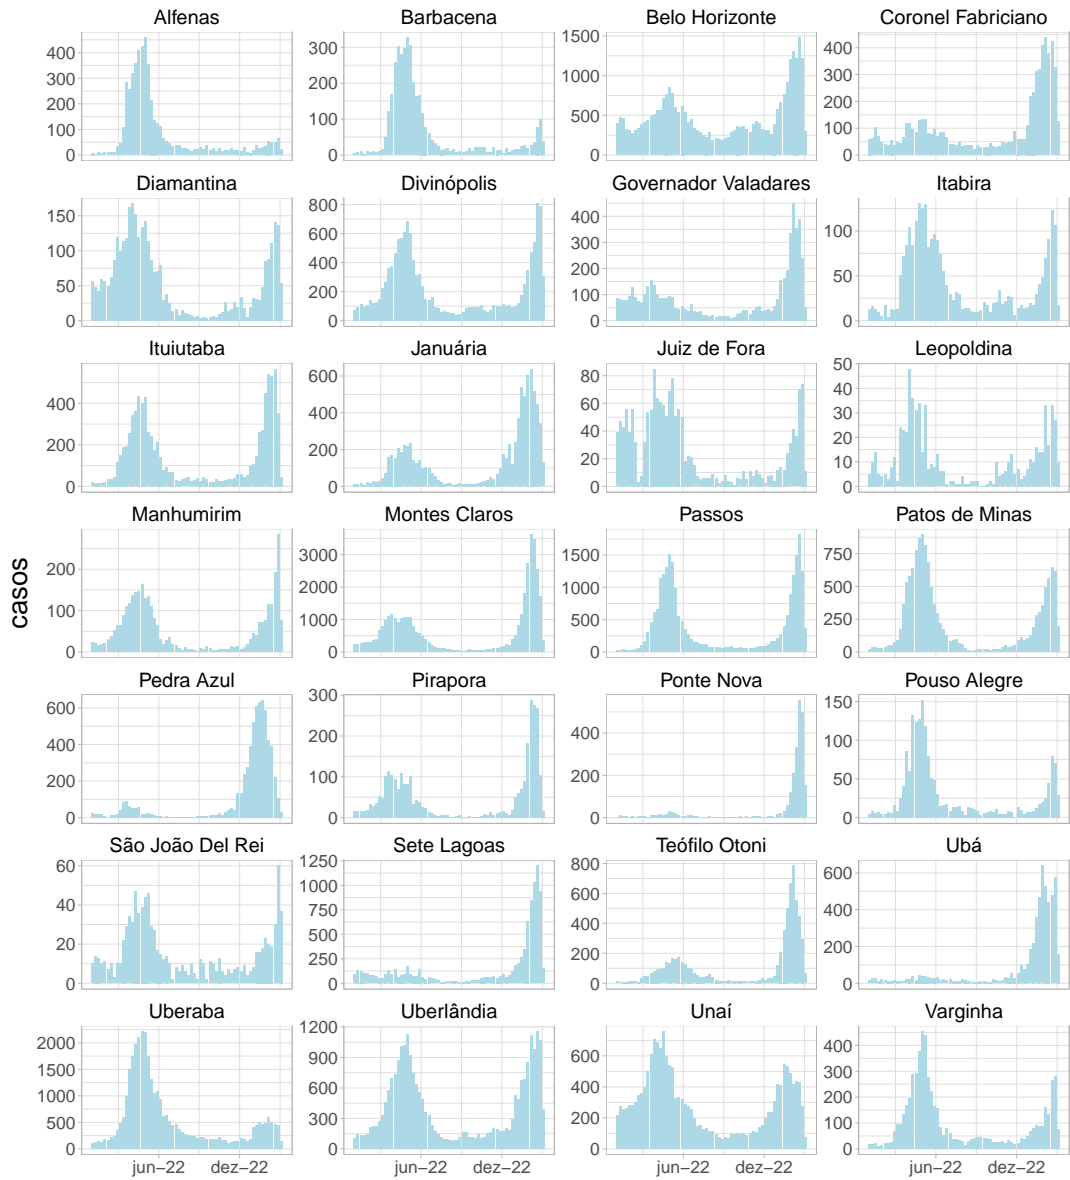 Alfenas Barbacena Belo Horizonte Coronel Fabriciano
400 300 200 100 0
300 200 100 0
1500 1000 500 0
400 300 200 100 0
Diamantina Divinópolis Governador Valadares Itabira
150 100 50 0
800 600 400 200 0
400 300 200 100 0
100 50 0
Ituiutaba Januária Juiz de Fora Leopoldina
400 200 0
600 400 200 0
80 60 40 20 0
50 40 30 20 10 0
Manhumirim Montes Claros Passos Patos de Minas
200 100 0
3000 2000 1000 0
1500 1000 500 0
750 500 250 0
casos
Pedra Azul Pirapora Ponte Nova Pouso Alegre
600 400 200 0
300 200 100 0
400 200 0
150 100 50 0
São João Del Rei Sete Lagoas Teófilo Otoni Ubá
60 40 20 0
1250 1000 750 500 250 0
800 600 400 200 0
600 400 200 0
Uberaba Uberlândia Unaí Varginha
2000 1500 1000 500 0
1200 900 600 300 0
600 400 200 0
400 300 200 100 0
jun−22 dez−22 jun−22 dez−22 jun−22 dez−22 jun−22 dez−22